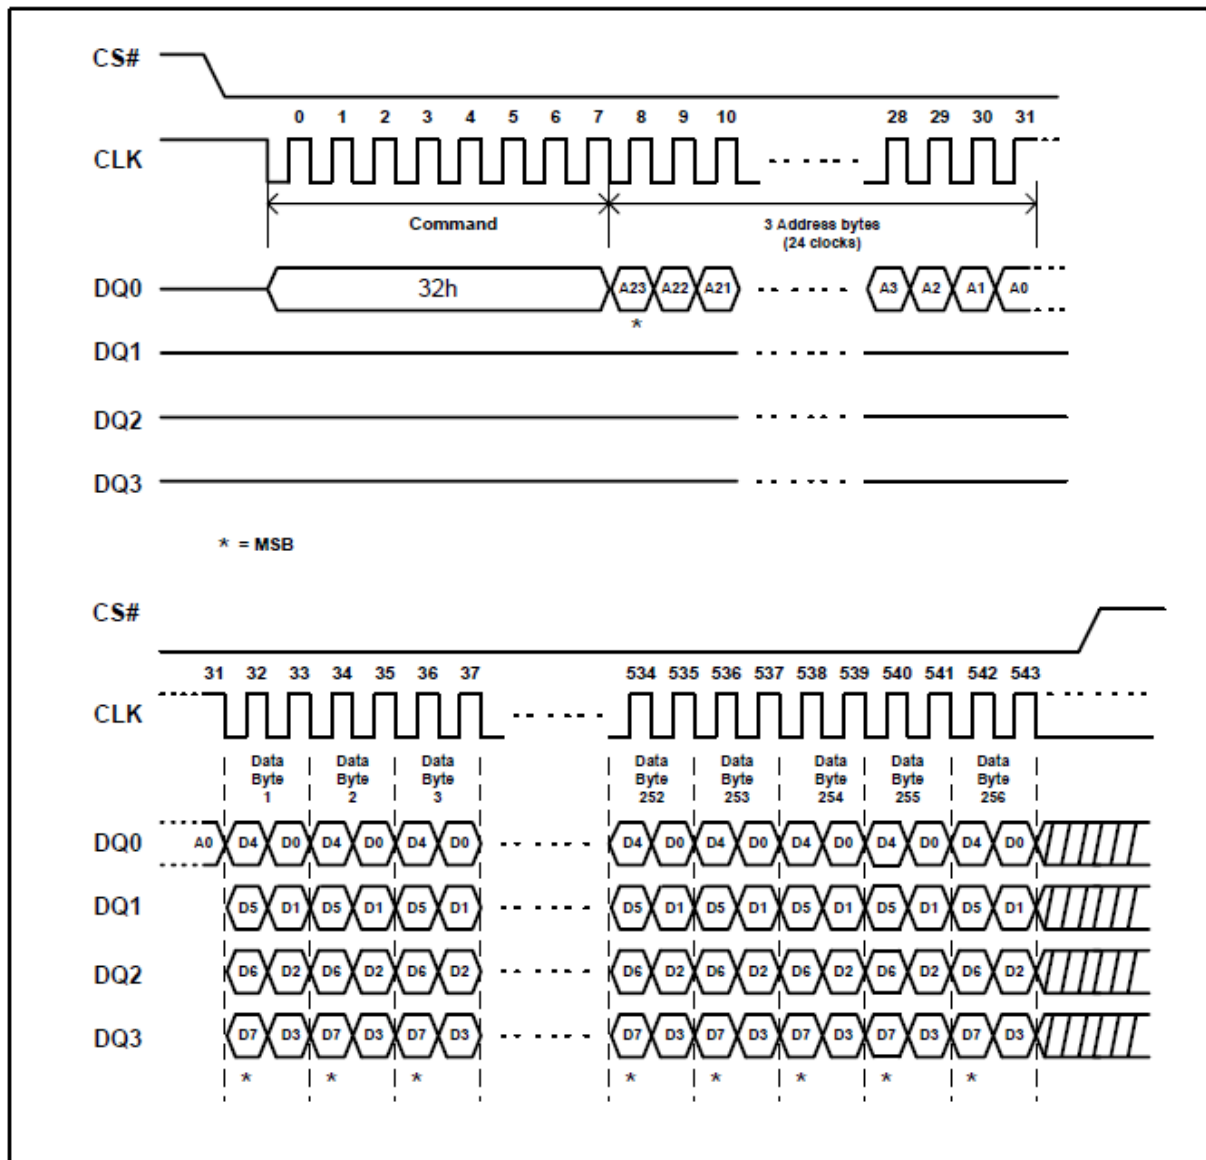 CS#
0 1 2 3 4 5 6 7 8 9 10 28 29 30 31
CLK
Command
3 Address bytes
(24 clocks)
DQ0 32h A23 A22 A21 A3 A2 A1 A0
*
DQ1
DQ2
DQ3
* = MSB
CS#
31 32 33 34 35 36 37 534 535 536 537 538 539 540 541 542 543
CLK
Data Data Data Data Data Data Data Data
Byte Byte Byte Byte Byte Byte Byte Byte
1 2 3 252 253 254 255 256
DQ0 A0 D4 D0 D4 D0 D4 D0 D4 D0 D4 D0 D4 D0 D4 D0 D4 D0
DQ1 D5 D1 D5 D1 D5 D1 D5 D1 D5 D1 D5 D1 D5 D1 D5 D1
DQ2 D6 D2 D6 D2 D6 D2 D6 D2 D6 D2 D6 D2 D6 D2 D6 D2
DQ3 D7 D3 D7 D3 D7 D3 D7 D3 D7 D3 D7 D3 D7 D3 D7 D3
* * * * * * * *